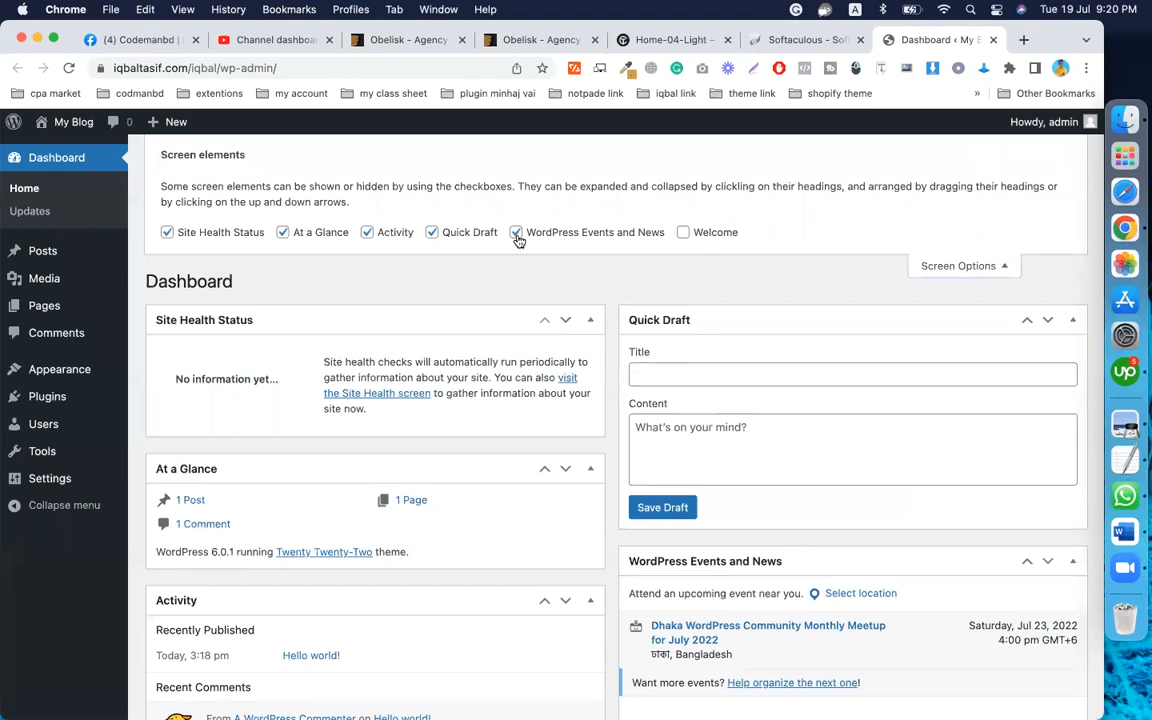 Chrome File Edit View History Bookmarks Profiles Tab Window Help A Tue 19 Jul 9:20 PM
(4) Codemanbd | Channel dashboa Obelisk - Agency Obelisk - Agency Home-04-Light – Softaculous - Sof Dashboard ‹ My B
iqbaltasif.com/iqbal/wp-admin/
cpa market codmanbd extentions my account my class sheet plugin minhaj vai notpade link iqbal link theme link shopify theme » Other Bookmarks
My Blog 0 New Howdy, admin
Dashboard
Home
Updates
Posts
Media
Pages
Comments
Appearance
Plugins
Users
Tools
Settings
Collapse menu
Screen elements
Some screen elements can be shown or hidden by using the checkboxes. They can be expanded and collapsed by clickling on their headings, and arranged by dragging their headings or
by clicking on the up and down arrows.
Site Health Status At a Glance Activity Quick Draft WordPress Events and News Welcome
Screen Options
Dashboard
Site Health Status
No information yet...
Site health checks will automatically run periodically to
gather information about your site. You can also visit
the Site Health screen to gather information about your
site now.
At a Glance
1 Post 1 Page
1 Comment
WordPress 6.0.1 running Twenty Twenty-Two theme.
Activity
Recently Published
Today, 3:18 pm Hello world!
Recent Comments
From A WordPress Commenter on Hello world!
Quick Draft
Title
Content
What's on your mind?
Save Draft
WordPress Events and News
Attend an upcoming event near you. Select location
Dhaka WordPress Community Monthly Meetup
for July 2022
ঢাকা, Bangladesh
Saturday, Jul 23, 2022
4:00 pm GMT+6
Want more events? Help organize the next one!
up
5